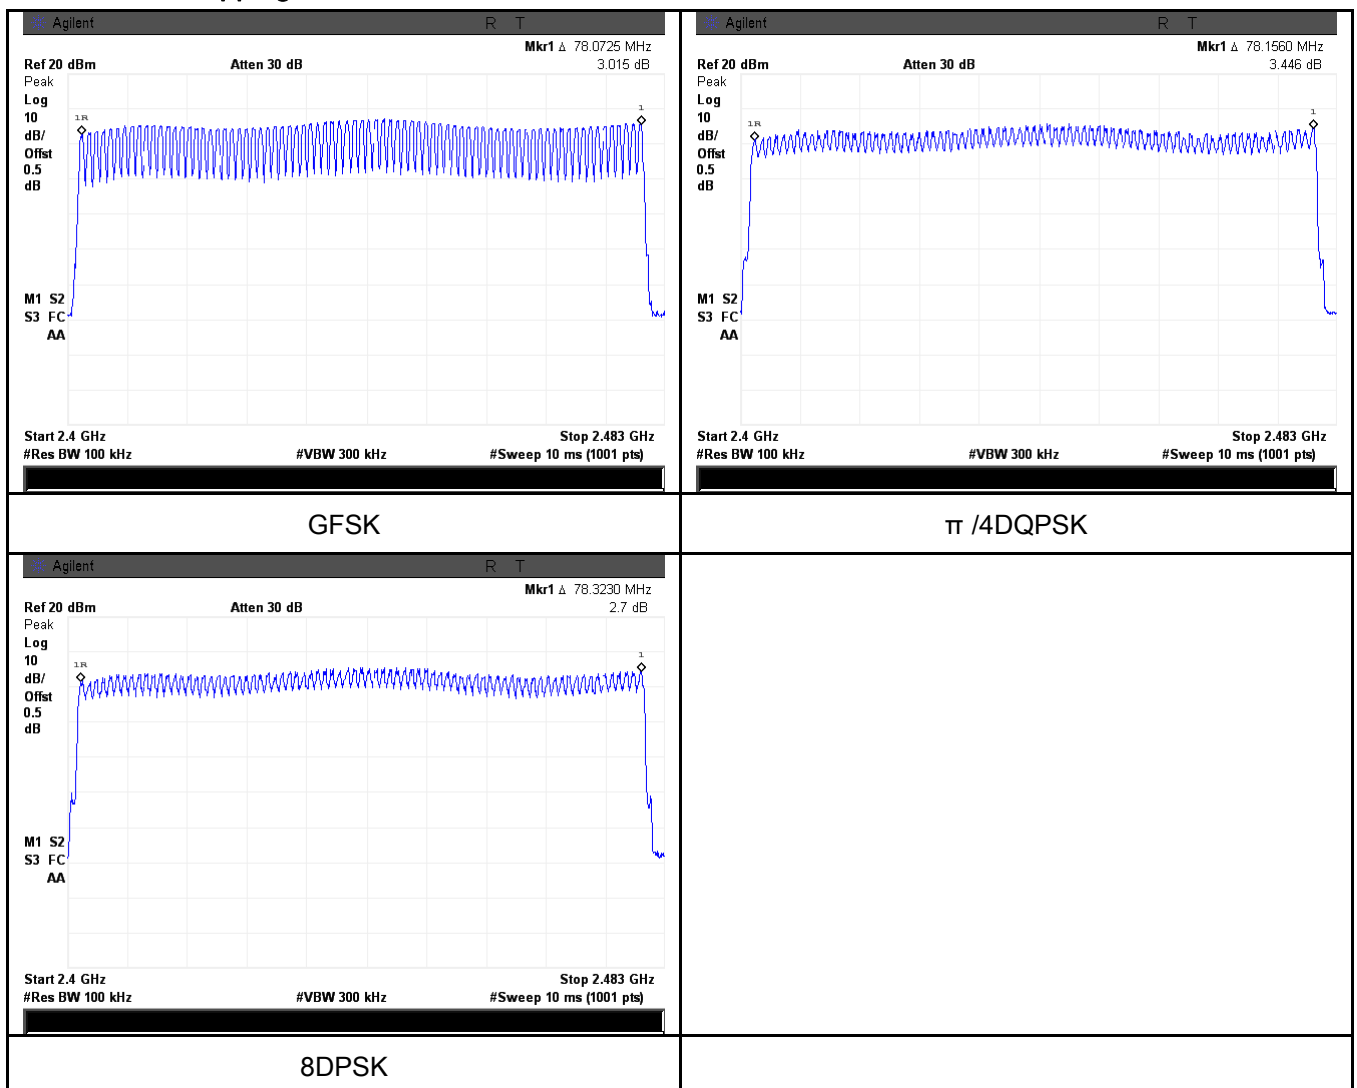 Agilent R T
Mkr1 Δ 78.0725 MHz
Ref 20 dBm Atten 30 dB 3.015 dB
Peak
Log
10
dB/
Offst
0.5
dB
1R
1
M1 S2
S3 FC
AA
Start 2.4 GHz Stop 2.483 GHz
#Res BW 100 kHz #VBW 300 kHz #Sweep 10 ms (1001 pts)
GFSK
Agilent R T
Mkr1 Δ 78.1560 MHz
Ref 20 dBm Atten 30 dB 3.446 dB
Peak
Log
10
dB/
Offst
0.5
dB
1R
1
M1 S2
S3 FC
AA
Start 2.4 GHz Stop 2.483 GHz
#Res BW 100 kHz #VBW 300 kHz #Sweep 10 ms (1001 pts)
π /4DQPSK
Agilent R T
Mkr1 Δ 78.3230 MHz
Ref 20 dBm Atten 30 dB 2.7 dB
Peak
Log
10
dB/
Offst
0.5
dB
1R
1
M1 S2
S3 FC
AA
Start 2.4 GHz Stop 2.483 GHz
#Res BW 100 kHz #VBW 300 kHz #Sweep 10 ms (1001 pts)
8DPSK